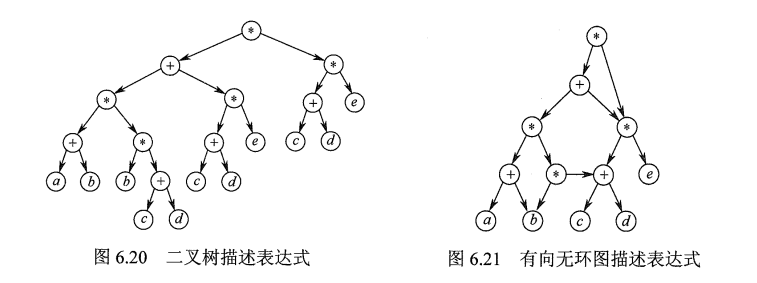 *
+ *
* * + e
+ * + e c d
a b b + c d
c d
图 6.20 二叉树描述表达式
*
+
* *
+ * + e
a b c d
图 6.21 有向无环图描述表达式